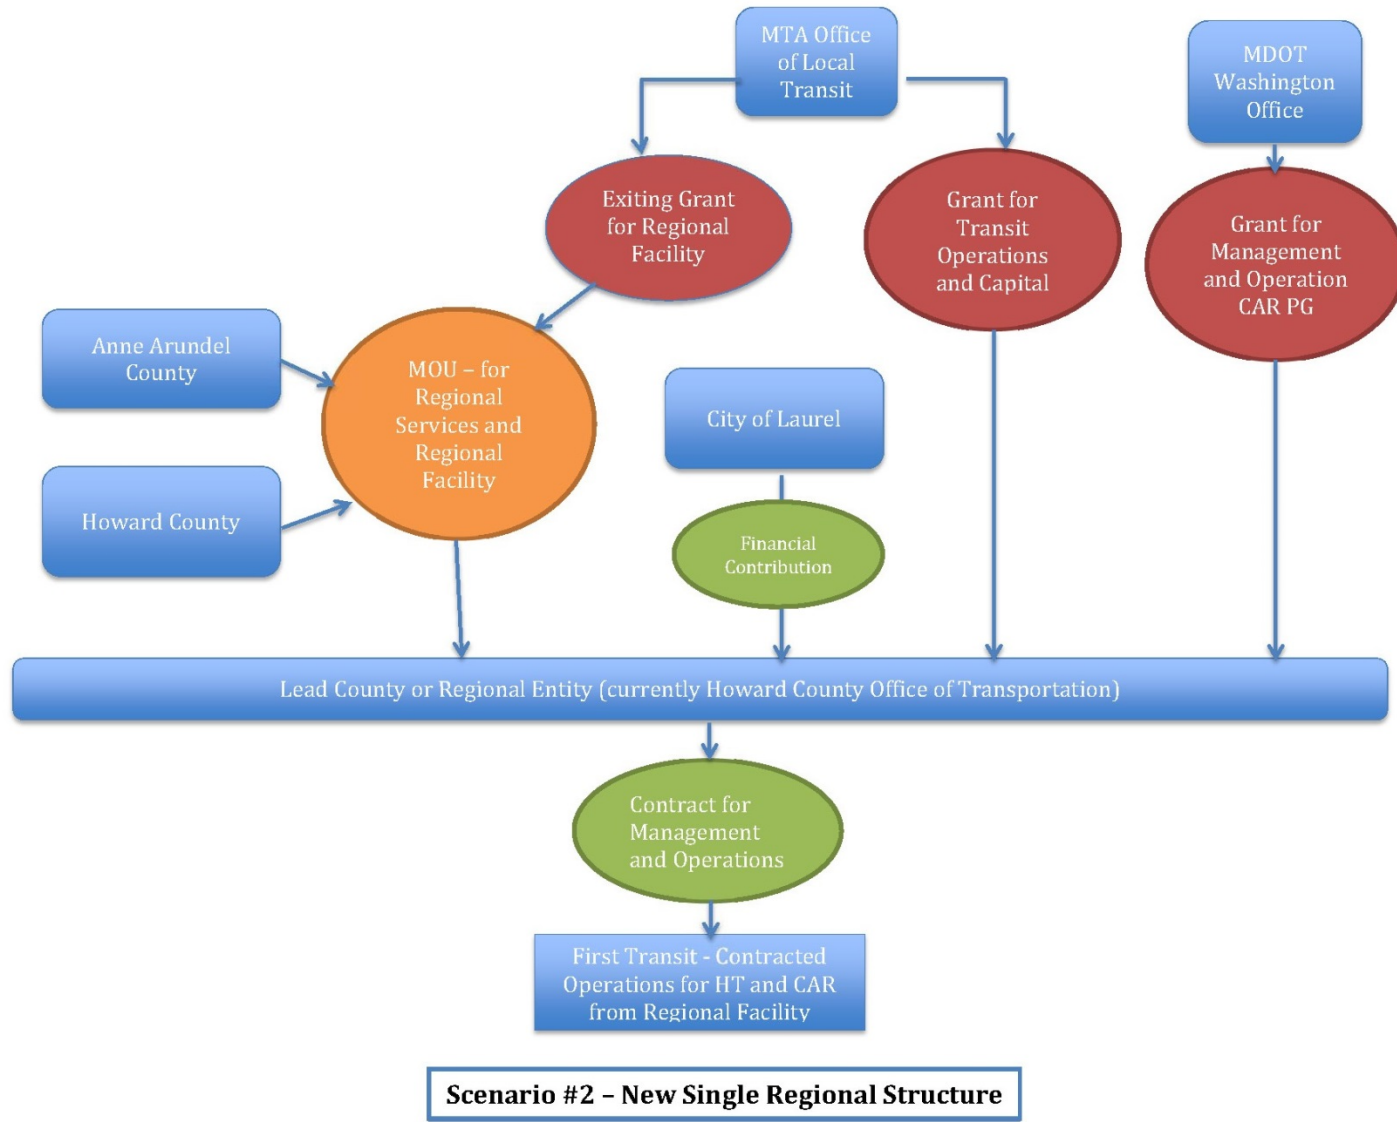 MTA Office
of Local
Transit
MDOT
Washington
Office
Exiting Grant
for Regional
Facility
Grant for
Transit
Operations
and Capital
Grant for
Management
and Operation
CAR PG
Anne Arundel
County
MOU – for
Regional
Services and
Regional
Facility
City of Laurel
Howard County
Financial
Contribution
Lead County or Regional Entity (currently Howard County Office of Transportation)
Contract for
Management
and Operations
First Transit - Contracted
Operations for HT and CAR
from Regional Facility
Scenario #2 – New Single Regional Structure